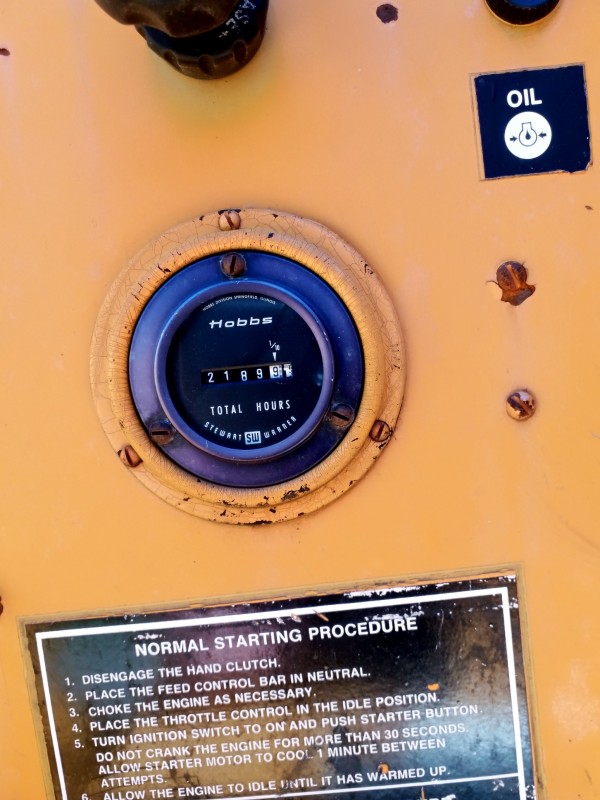 OIL
HOBBS DIVISION SPRINGFIELD, ILLINOIS
Hobbs
1/10
2 1 8 9 9
TOTAL HOURS
STEWART SW WARNER
NORMAL STARTING PROCEDURE
1. DISENGAGE THE HAND CLUTCH.
2. PLACE THE FEED CONTROL BAR IN NEUTRAL.
3. CHOKE THE ENGINE AS NECESSARY.
4. PLACE THE THROTTLE CONTROL IN THE IDLE POSITION.
5. TURN IGNITION SWITCH TO ON AND PUSH STARTER BUTTON.
DO NOT CRANK THE ENGINE FOR MORE THAN 30 SECONDS.
ALLOW STARTER MOTOR TO COOL 1 MINUTE BETWEEN
ATTEMPTS.
6. ALLOW THE ENGINE TO IDLE UNTIL IT HAS WARMED UP.